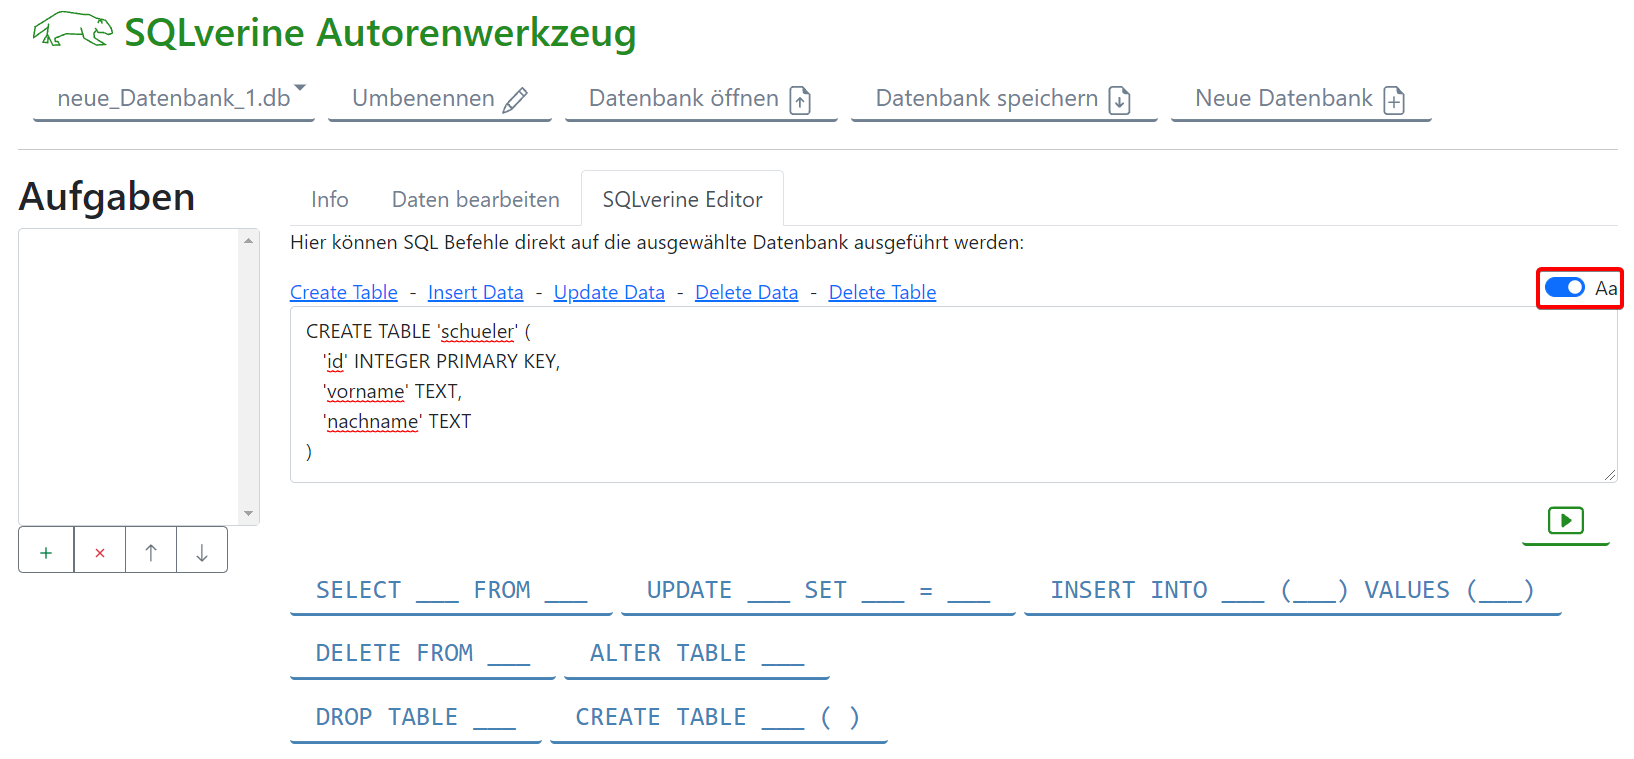 SQLverine Autorenwerkzeug
neue_Datenbank_1.db Umbenennen Datenbank öffnen Datenbank speichern Neue Datenbank
Aufgaben
Info Daten bearbeiten SQLverine Editor
Hier können SQL Befehle direkt auf die ausgewählte Datenbank ausgeführt werden:
Create Table - Insert Data - Update Data - Delete Data - Delete Table Aa
CREATE TABLE 'schueler' (
'id' INTEGER PRIMARY KEY,
'vorname' TEXT,
'nachname' TEXT
)
SELECT ___ FROM ___ UPDATE ___ SET ___ = ___ INSERT INTO ___ (___) VALUES (___)
DELETE FROM ___ ALTER TABLE ___
DROP TABLE ___ CREATE TABLE ___ ( )